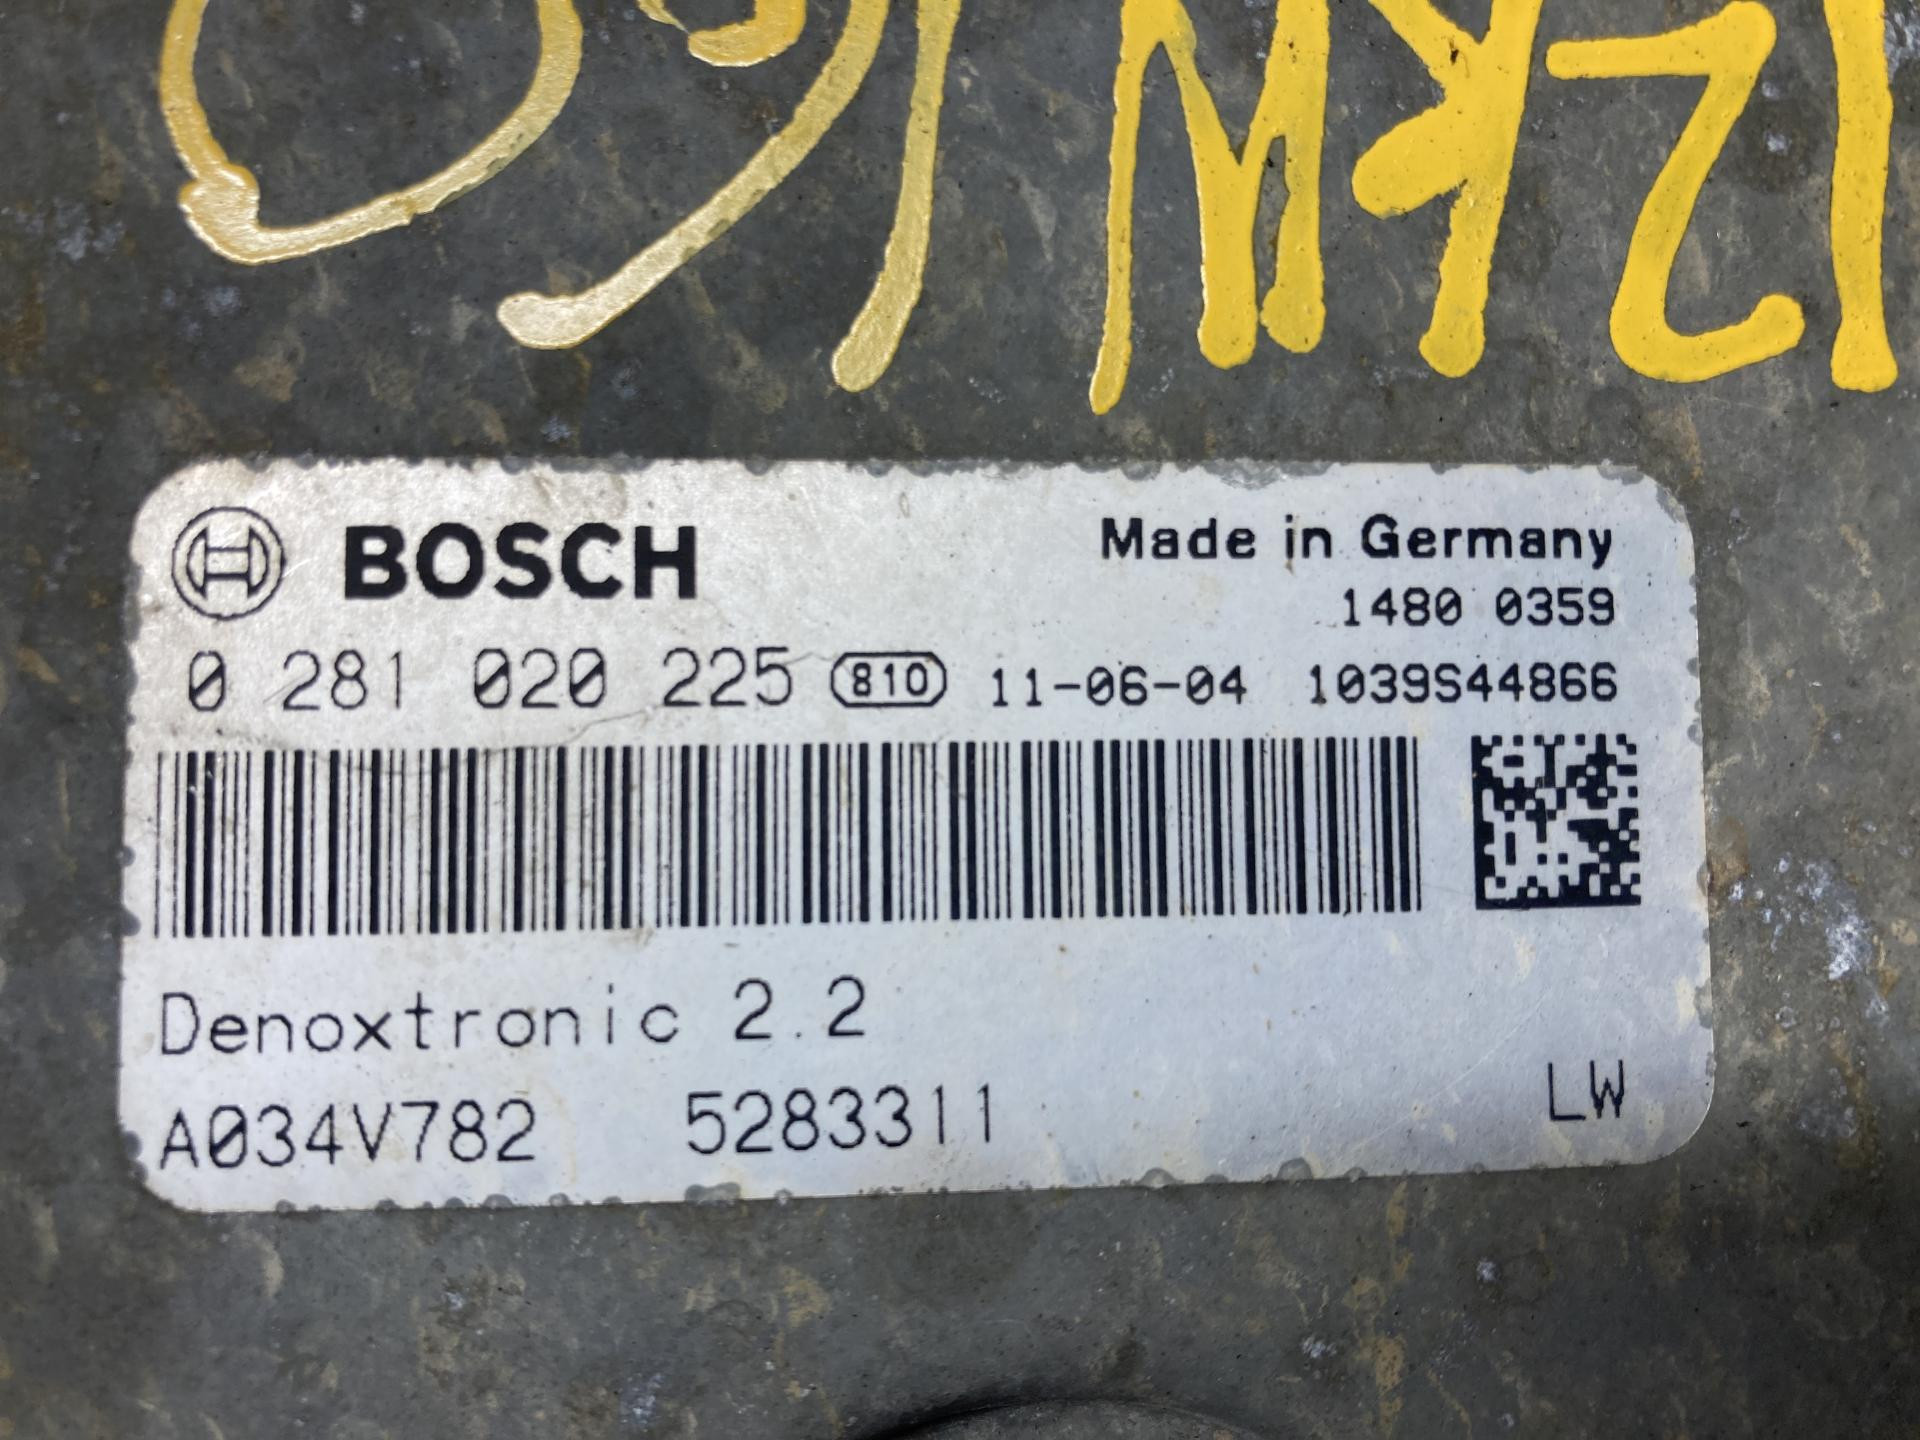 BOSCH
Made in Germany
1480 0359
0 281 020 225 810 11-06-04 1039S44866
Denoxtronic 2.2
A034V782 5283311
LW